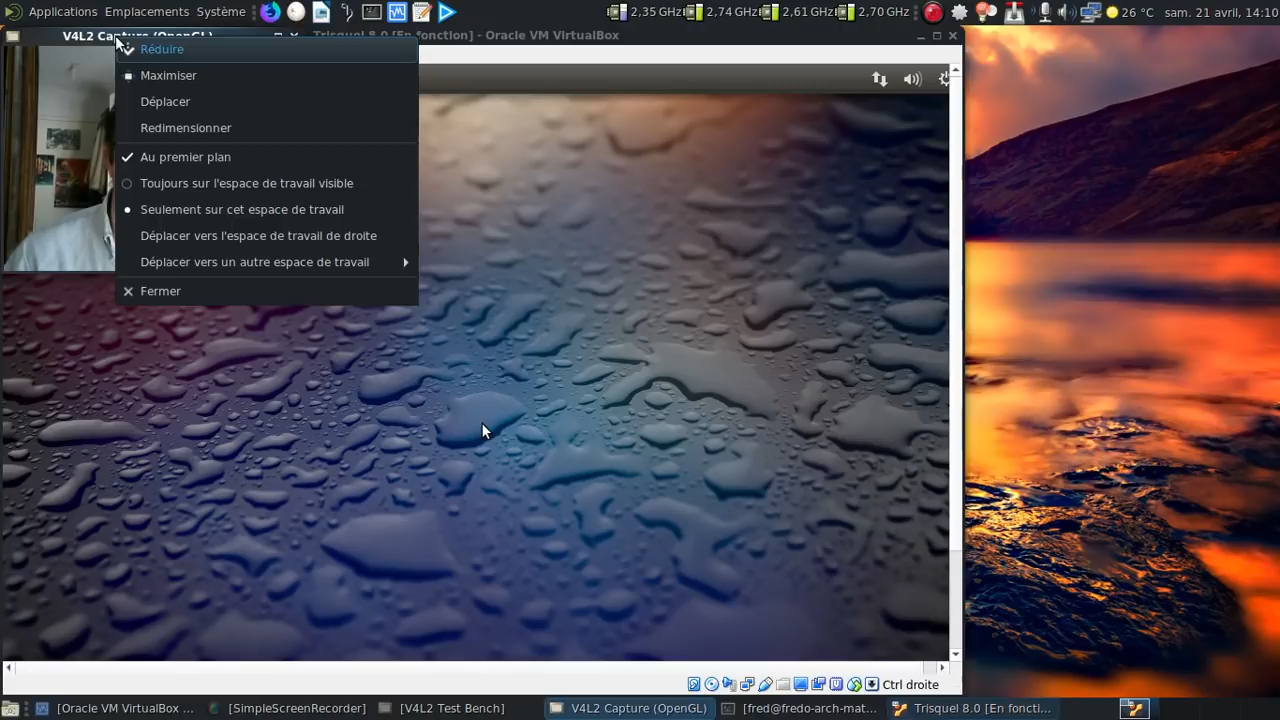 Applications Emplacements Système 2,35 GHz 2,74 GHz 2,61 GHz 2,70 GHz 26 °C sam. 21 avril, 14:10
V4L2 Capture (OpenGL) Trisquel 8.0 [En fonction] - Oracle VM VirtualBox
Réduire
Maximiser
Déplacer
Redimensionner
Au premier plan
Toujours sur l'espace de travail visible
Seulement sur cet espace de travail
Déplacer vers l'espace de travail de droite
Déplacer vers un autre espace de travail
Fermer
Ctrl droite
[Oracle VM VirtualBox ... [SimpleScreenRecorder] [V4L2 Test Bench] V4L2 Capture (OpenGL) [fred@fredo-arch-mat... Trisquel 8.0 [En foncti...